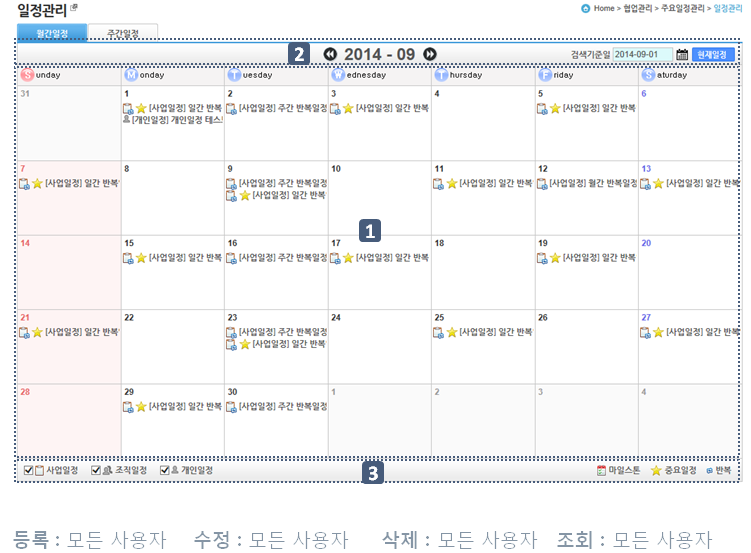 일정관리
Home > 협업관리 > 주요일정관리 > 일정관리
월간일정 주간일정
2 2014 - 09 검색기준일 2014-09-01 현재일정
Sunday Monday Tuesday Wednesday Thursday Friday Saturday
31 1 2 3 4 5 6
[사업일정] 일간 반복 [사업일정] 주간 반복일정 [사업일정] 일간 반복 [사업일정] 일간 반복
[개인일정] 개인일정 테스트
7 8 9 10 11 12 13
[사업일정] 일간 반복 [사업일정] 주간 반복일정 [사업일정] 일간 반복 [사업일정] 월간 반복일정 [사업일정] 일간 반복
[사업일정] 일간 반복
1
14 15 16 17 18 19 20
[사업일정] 일간 반복 [사업일정] 주간 반복일정 [사업일정] 일간 반복 [사업일정] 일간 반복
21 22 23 24 25 26 27
[사업일정] 일간 반복 [사업일정] 주간 반복일정 [사업일정] 일간 반복 [사업일정] 일간 반복
[사업일정] 일간 반복
28 29 30 1 2 3 4
[사업일정] 일간 반복 [사업일정] 주간 반복일정
사업일정 조직일정 개인일정 3 마일스톤 중요일정 반복
등록 : 모든 사용자 수정 : 모든 사용자 삭제 : 모든 사용자 조회 : 모든 사용자